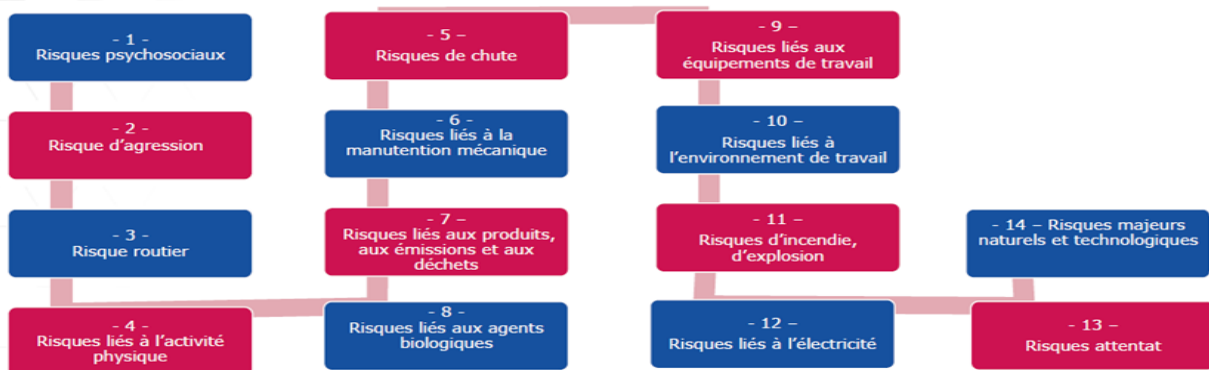 - 1 -
Risques psychosociaux
- 2 -
Risque d'agression
- 3 -
Risque routier
- 4 -
Risques liés à l'activité
physique
- 5 –
Risques de chute
- 6 -
Risques liés à la
manutention mécanique
- 7 –
Risques liés aux produits,
aux émissions et aux
déchets
- 8 -
Risques liés aux agents
biologiques
- 9 –
Risques liés aux
équipements de travail
- 10 –
Risques liés à
l'environnement de travail
- 11 –
Risques d'incendie,
d'explosion
- 12 –
Risques liés à l'électricité
- 13 –
Risques attentat
- 14 – Risques majeurs
naturels et technologiques